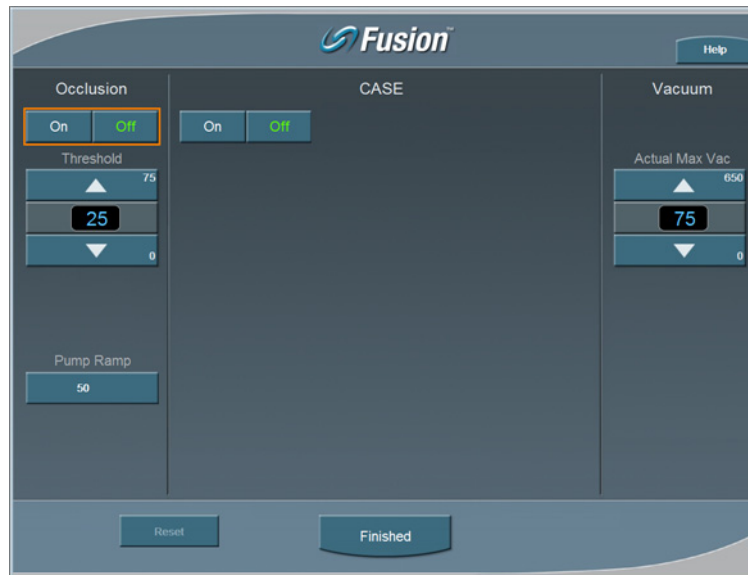 Fusion™
Help
Occlusion
CASE
Vacuum
On Off
On Off
Threshold
Actual Max Vac
75
25
0
650
75
0
Pump Ramp
50
Reset
Finished